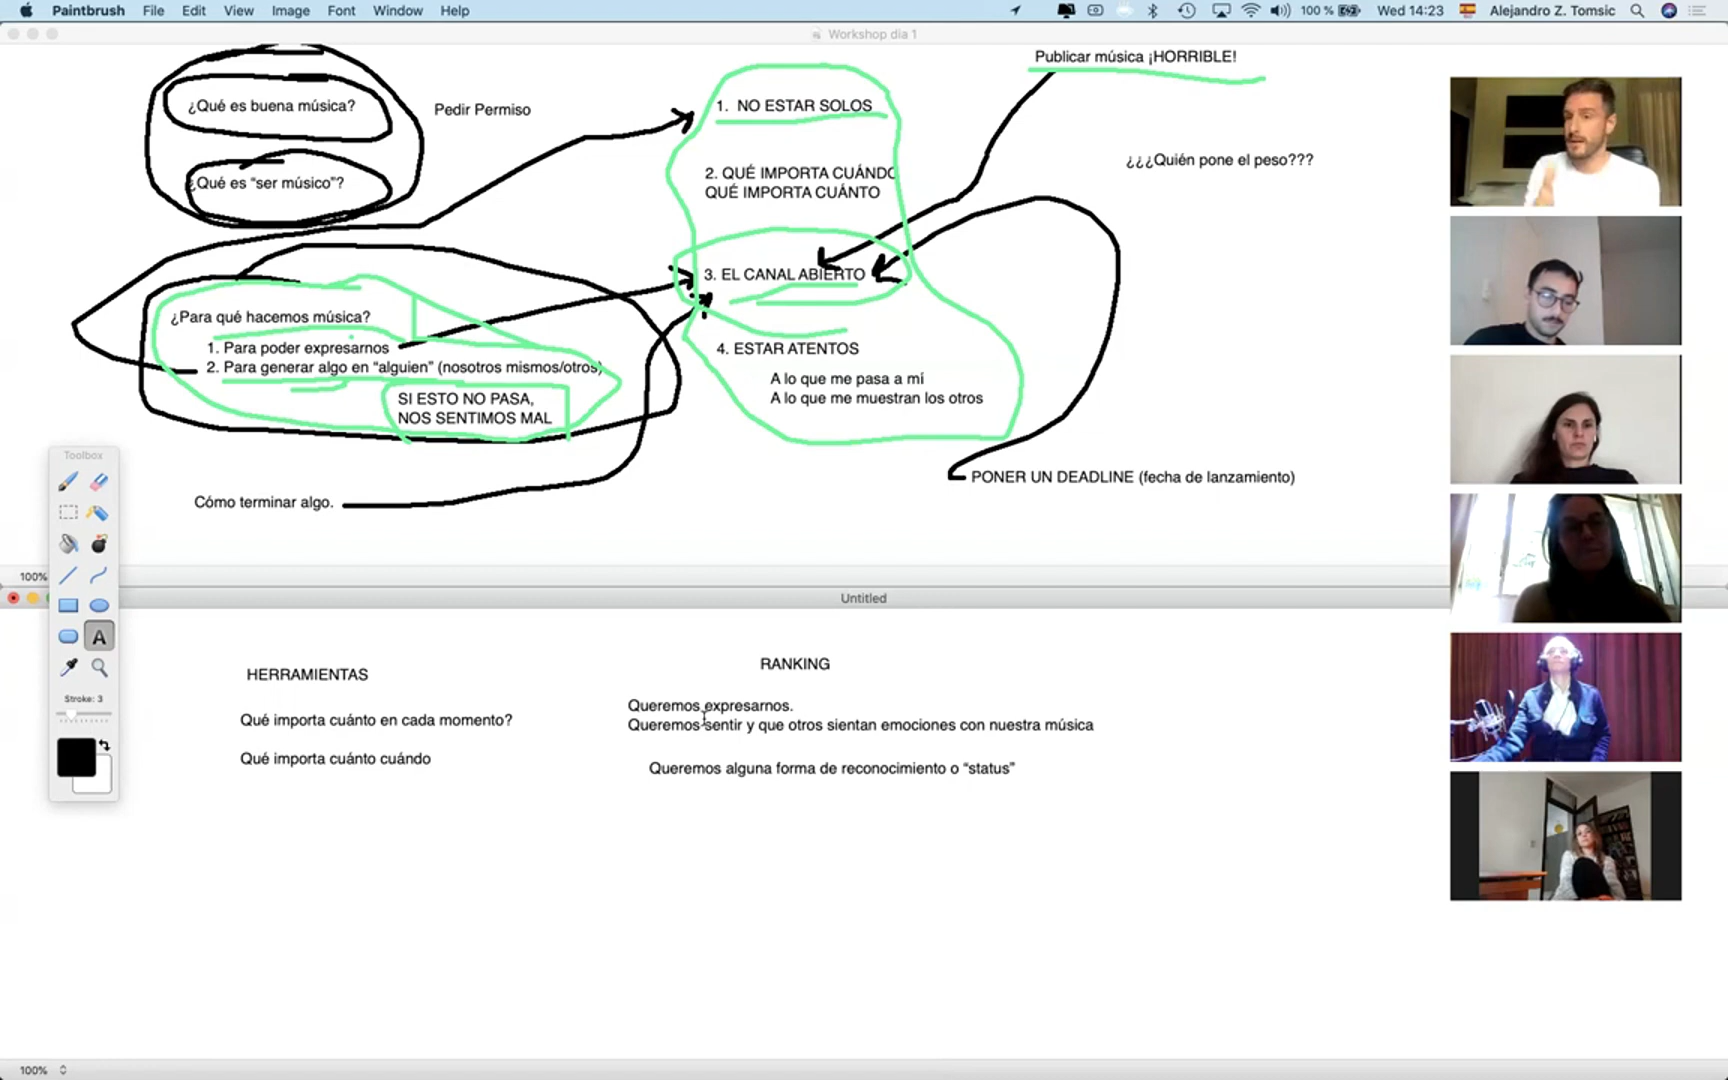 Paintbrush File Edit View Image Font Window Help
100 % Wed 14:23 Alejandro Z. Tomsic
Workshop dia 1
Publicar música ¡HORRIBLE!
¿Qué es buena música?
Pedir Permiso
1. NO ESTAR SOLOS
¿¿¿Quién pone el peso???
¿Qué es “ser músico”?
2. QUÉ IMPORTA CUÁNDO
QUÉ IMPORTA CUÁNTO
3. EL CANAL ABIERTO
¿Para qué hacemos música?
1. Para poder expresarnos
2. Para generar algo en “alguien” (nosotros mismos/otros)
SI ESTO NO PASA,
NOS SENTIMOS MAL
4. ESTAR ATENTOS
A lo que me pasa a mí
A lo que me muestran los otros
PONER UN DEADLINE (fecha de lanzamiento)
Cómo terminar algo.
Toolbox
A
Stroke: 3
100%
Untitled
HERRAMIENTAS
Qué importa cuánto en cada momento?
Qué importa cuánto cuándo
RANKING
Queremos expresarnos.
Queremos sentir y que otros sientan emociones con nuestra música
Queremos alguna forma de reconocimiento o “status”
100%